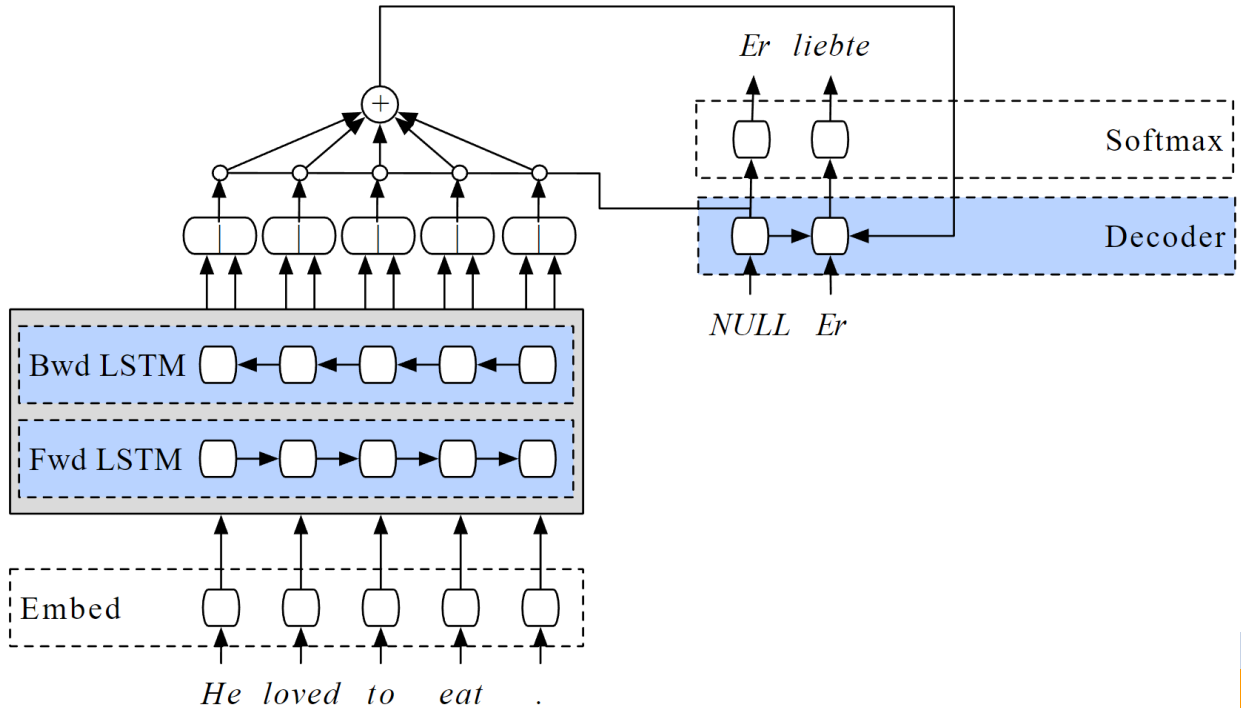 Er liebte
+
Softmax
Decoder
NULL Er
Bwd LSTM
Fwd LSTM
Embed
He loved to eat .